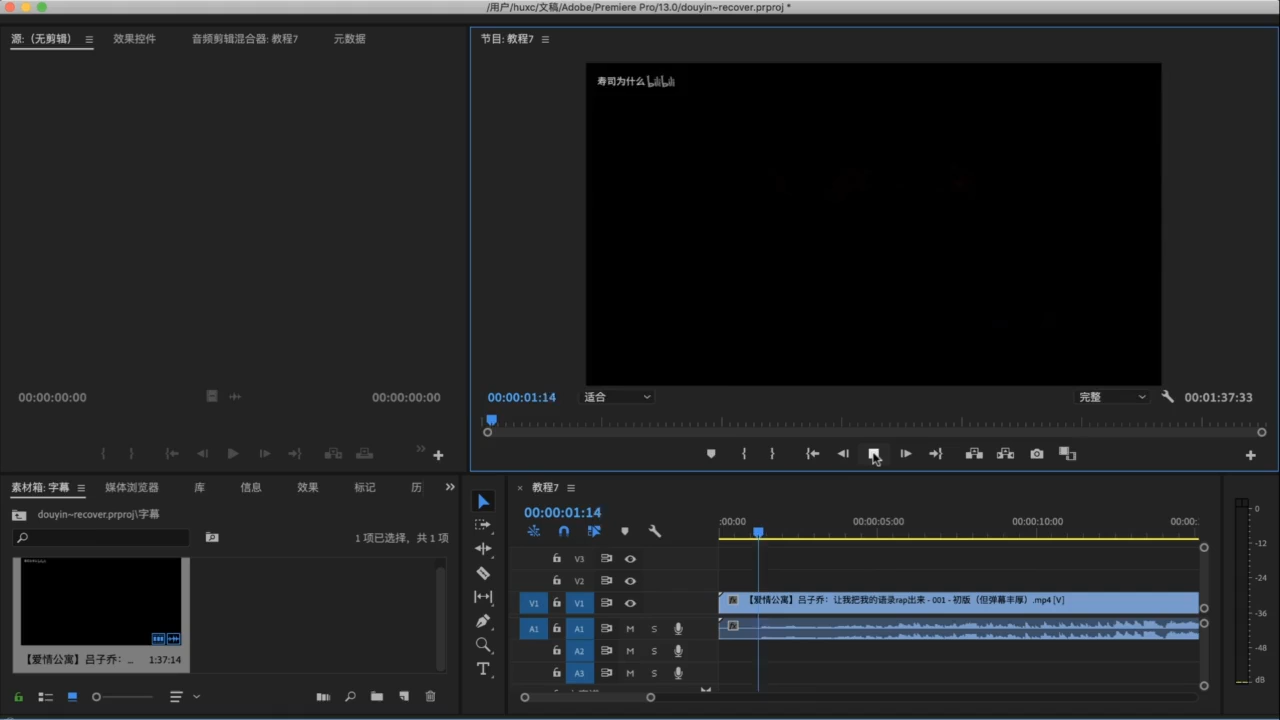 /用户/huxc/文稿/Adobe/Premiere Pro/13.0/douyin~recover.prproj *
源:（无剪辑） 效果控件 音频剪辑混合器: 教程7 元数据
节目: 教程7
寿司为什么 bilibili
00:00:00:00 00:00:00:00
00:00:01:14 适合 完整 00:01:37:33
素材箱: 字幕 媒体浏览器 库 信息 效果 标记 历
douyin~recover.prproj\字幕
1 项已选择，共 1 项
【爱情公寓】吕子乔: ... 1:37:14
× 教程7
00:00:01:14
:00:00 00:00:05:00 00:00:10:00 00:00:
V3
V2
V1 V1 fx 【爱情公寓】吕子乔：让我把我的语录rap出来 - 001 - 初版（但弹幕丰厚）.mp4 [V]
A1 A1 M S fx
A2 M S
A3 M S
0
-12
-24
-36
-48
dB